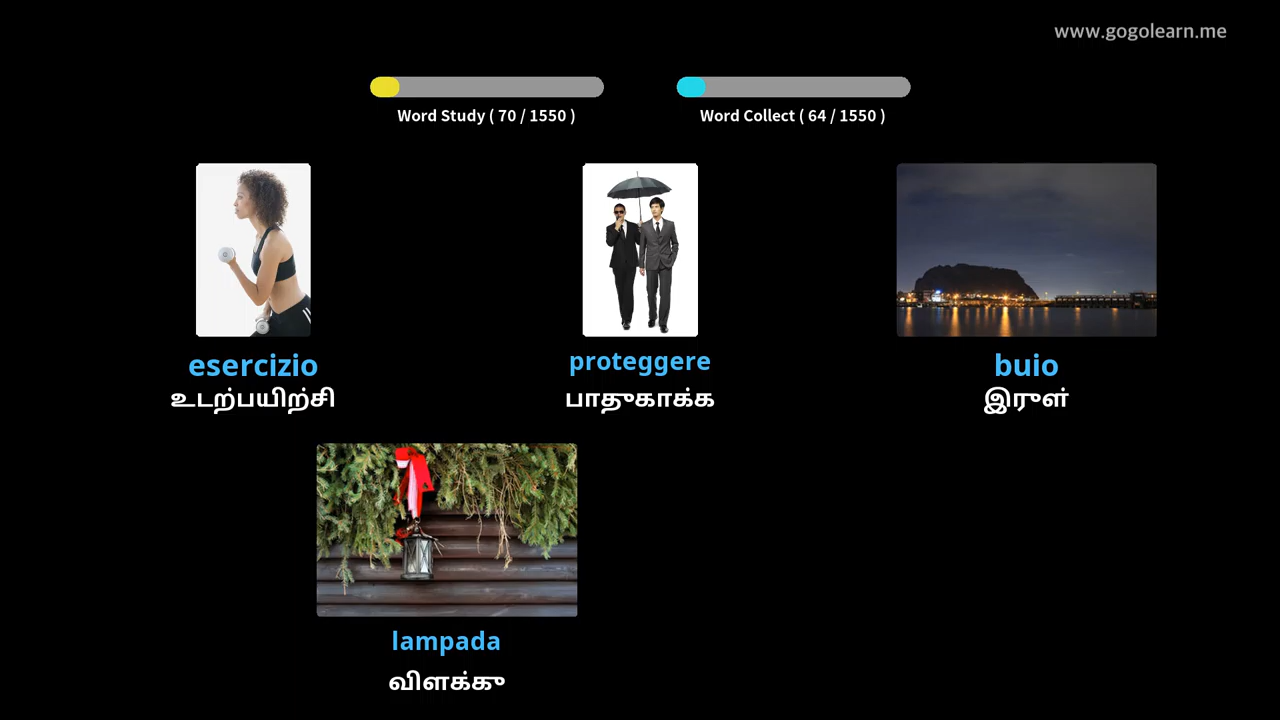 www.gogolearn.me
Word Study ( 70 / 1550 )
Word Collect ( 64 / 1550 )
esercizio
உடற்பயிற்சி
proteggere
பாதுகாக்க
buio
இருள்
lampada
விளக்கு